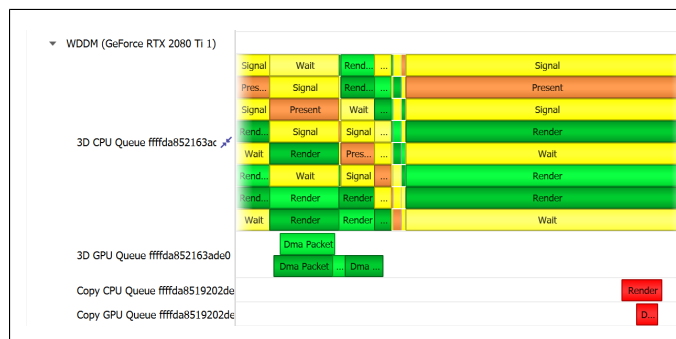 WDDM (GeForce RTX 2080 Ti 1)
Signal Wait Rend... ... Signal
Pres... Signal Rend... ... Present
Signal Present Wait ... Signal
3D CPU Queue ffffda852163ac Rend... Signal Signal ... Render
Wait Render Pres... ... Wait
Rend... Wait Signal ... Render
Rend... Render Render ... Render
Wait Render Render ... Wait
Dma Packet
3D GPU Queue ffffda852163ade0
Dma Packet ... Dma ...
Copy CPU Queue ffffda8519202de Render
Copy GPU Queue ffffda8519202de D...